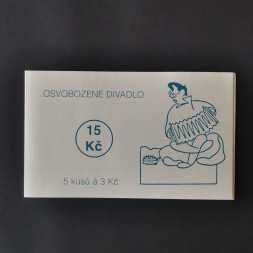 OSVOBOZENÉ DIVADLO
15
Kč
5 kusů á 3 Kč